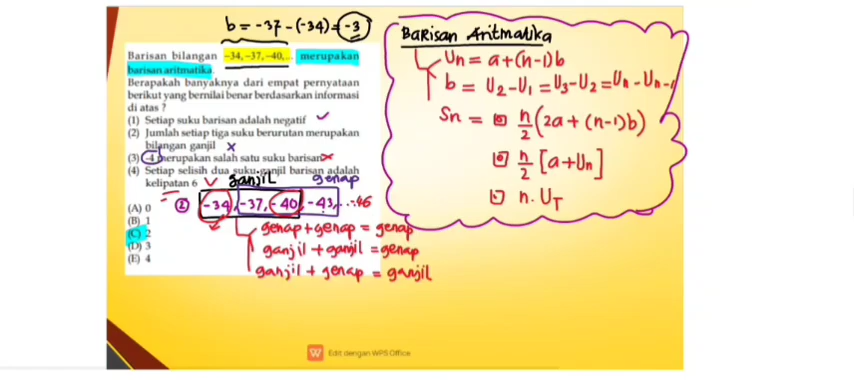 b = -37 - (-34) = -3
Barisan bilangan -34, -37, -40,... merupakan
barisan aritmatika.
Berapakah banyaknya dari empat pernyataan
berikut yang bernilai benar berdasarkan informasi
di atas ?
(1) Setiap suku barisan adalah negatif ✓
(2) Jumlah setiap tiga suku berurutan merupakan
bilangan ganjil x
(3) -4 merupakan salah satu suku barisan x
(4) Setiap selisih dua suku ganjil barisan adalah
kelipatan 6 ✓
ganjil genap
(2) -34, -37, -40, -43, ... -46
(A) 0
(B) 1
(C) 2
(D) 3
(E) 4
genap + genap = genap
ganjil + ganjil = genap
ganjil + genap = ganjil
Barisan Aritmatika
Un = a + (n-1)b
b = U2 - U1 = U3 - U2 = Un - Un-1
Sn = n/2 (2a + (n-1)b)
n/2 [a + Un]
n. UT
Edit dengan WPS Office